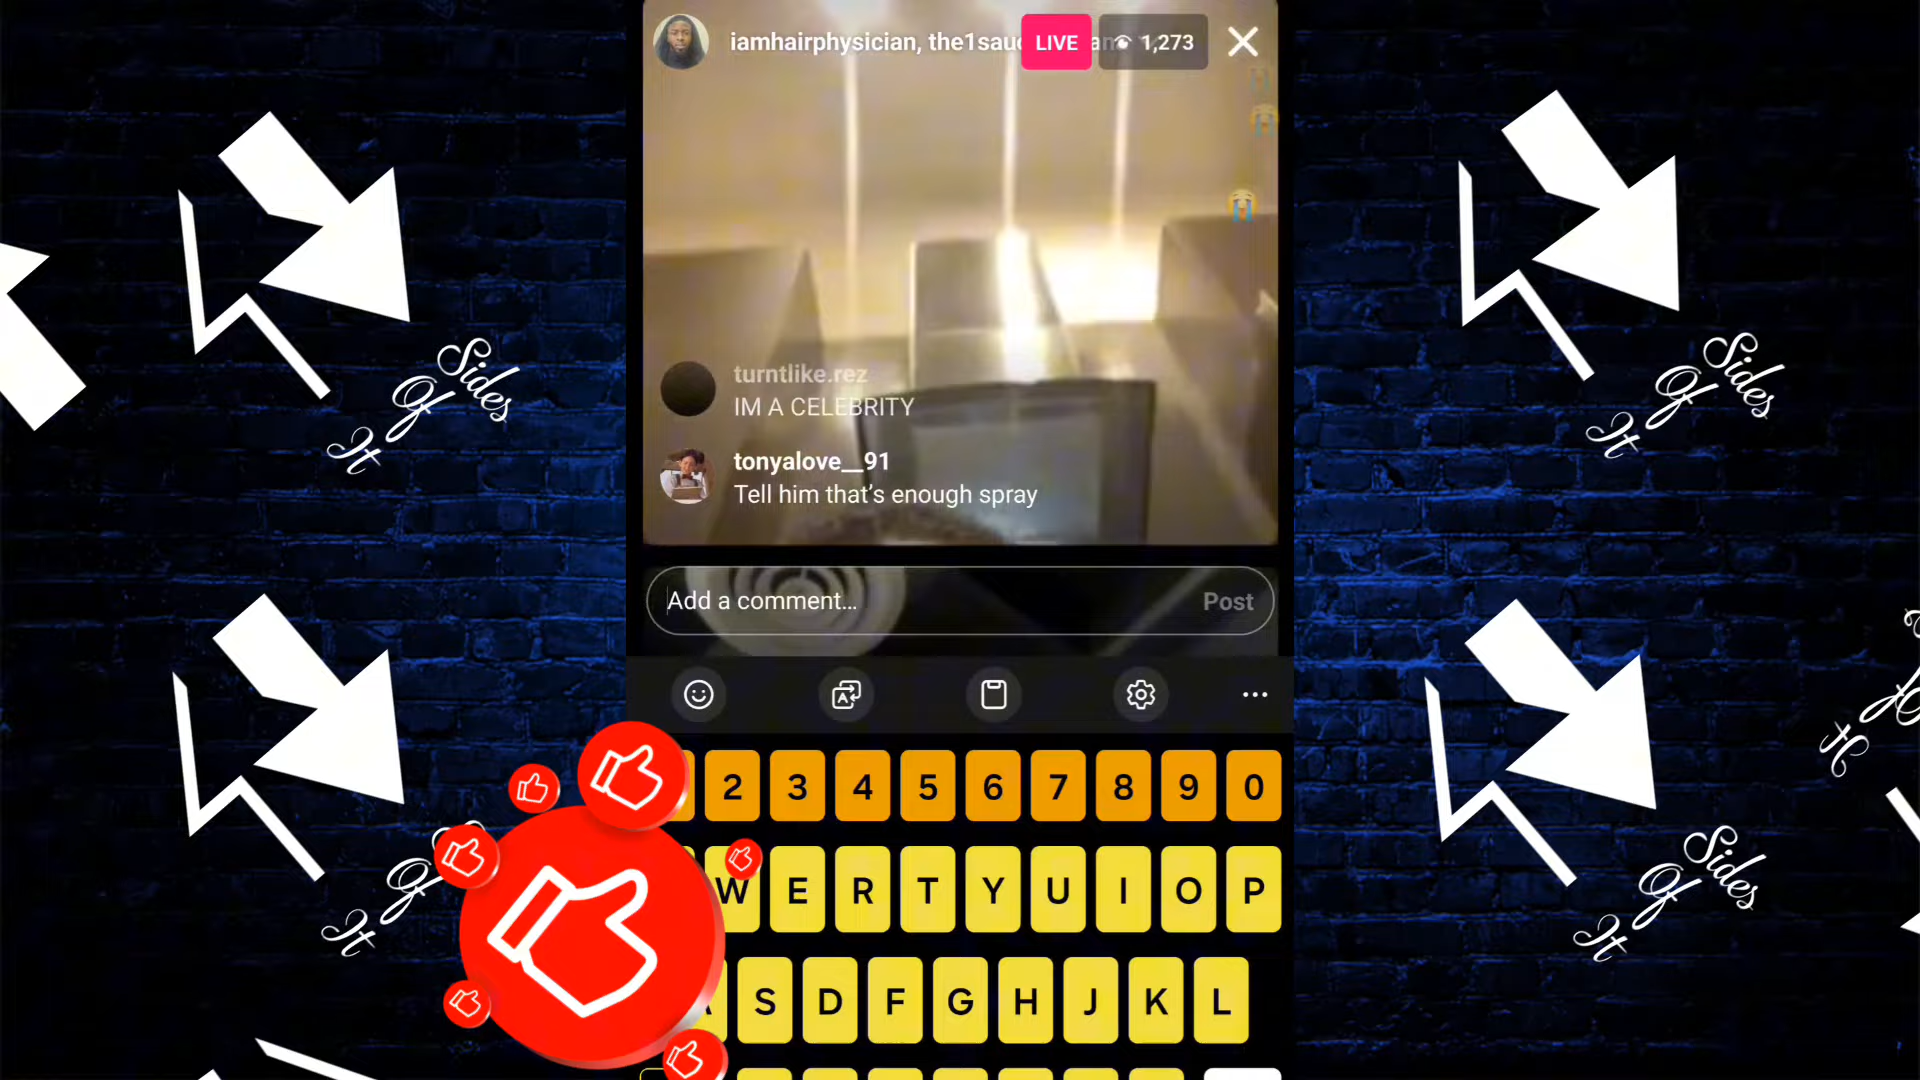 iamhairphysician, the1sau
LIVE
1,273
turntlike.rez
IM A CELEBRITY
tonyalove__91
Tell him that's enough spray
Add a comment...
Post
2 3 4 5 6 7 8 9 0
W E R T Y U I O P
S D F G H J K L
Sides
Of
It
Sides
Of
It
Of
It
Sides
Of
It